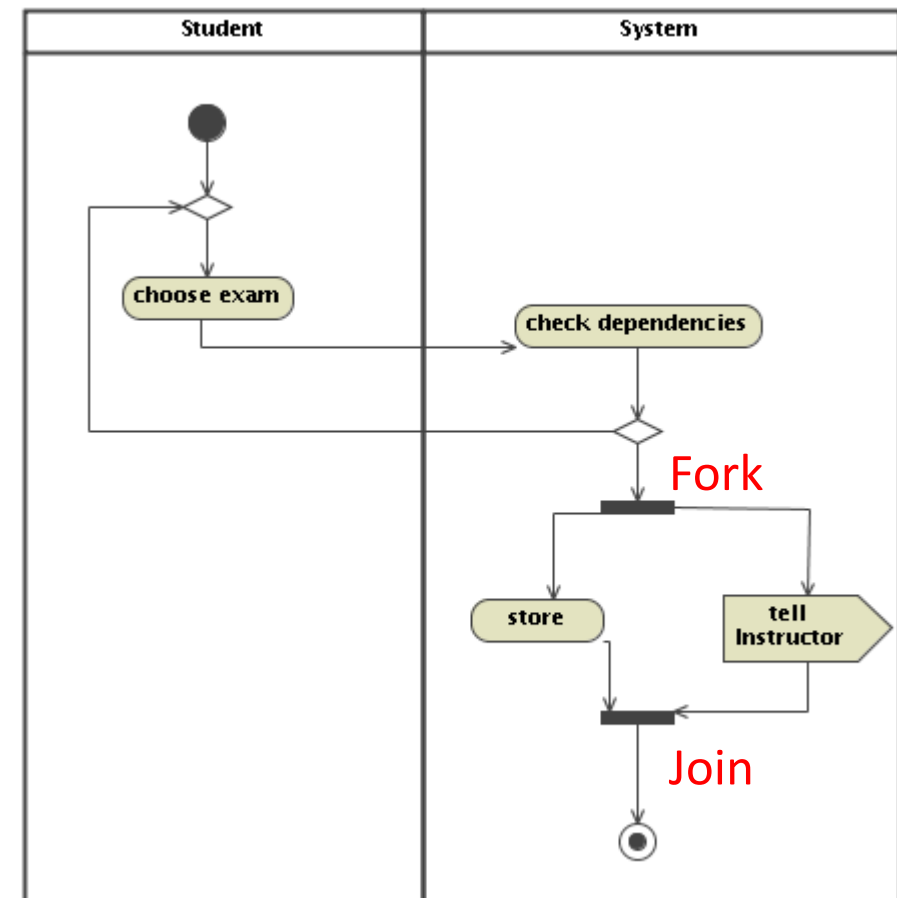 Student
System
choose exam
check dependencies
Fork
store
tell
Instructor
Join